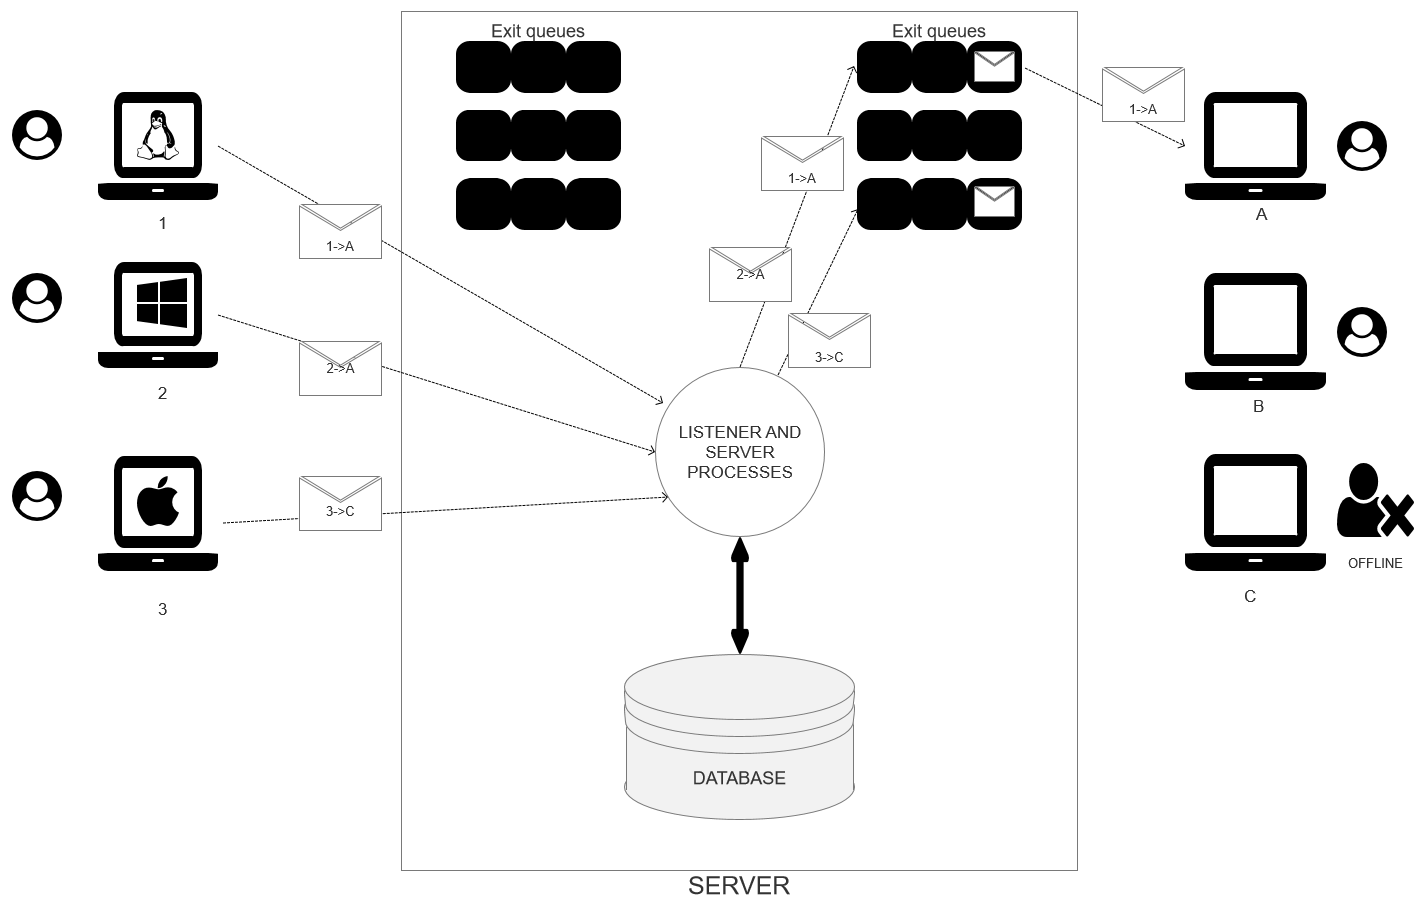 Exit queues
Exit queues
1->A
1->A
1->A
1
A
2->A
2->A
3->C
2
B
LISTENER AND
SERVER
PROCESSES
3->C
3
OFFLINE
C
DATABASE
SERVER